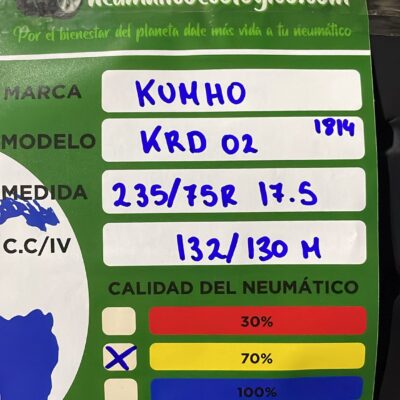 neumaticosecologicos.com
Por el bienestar del planeta dale más vida a tu neumático
MARCA KUMHO
MODELO KRD 02 1814
MEDIDA 235/75R 17.5
C.C/IV 132/130 M
CALIDAD DEL NEUMÁTICO
30%
X 70%
100%